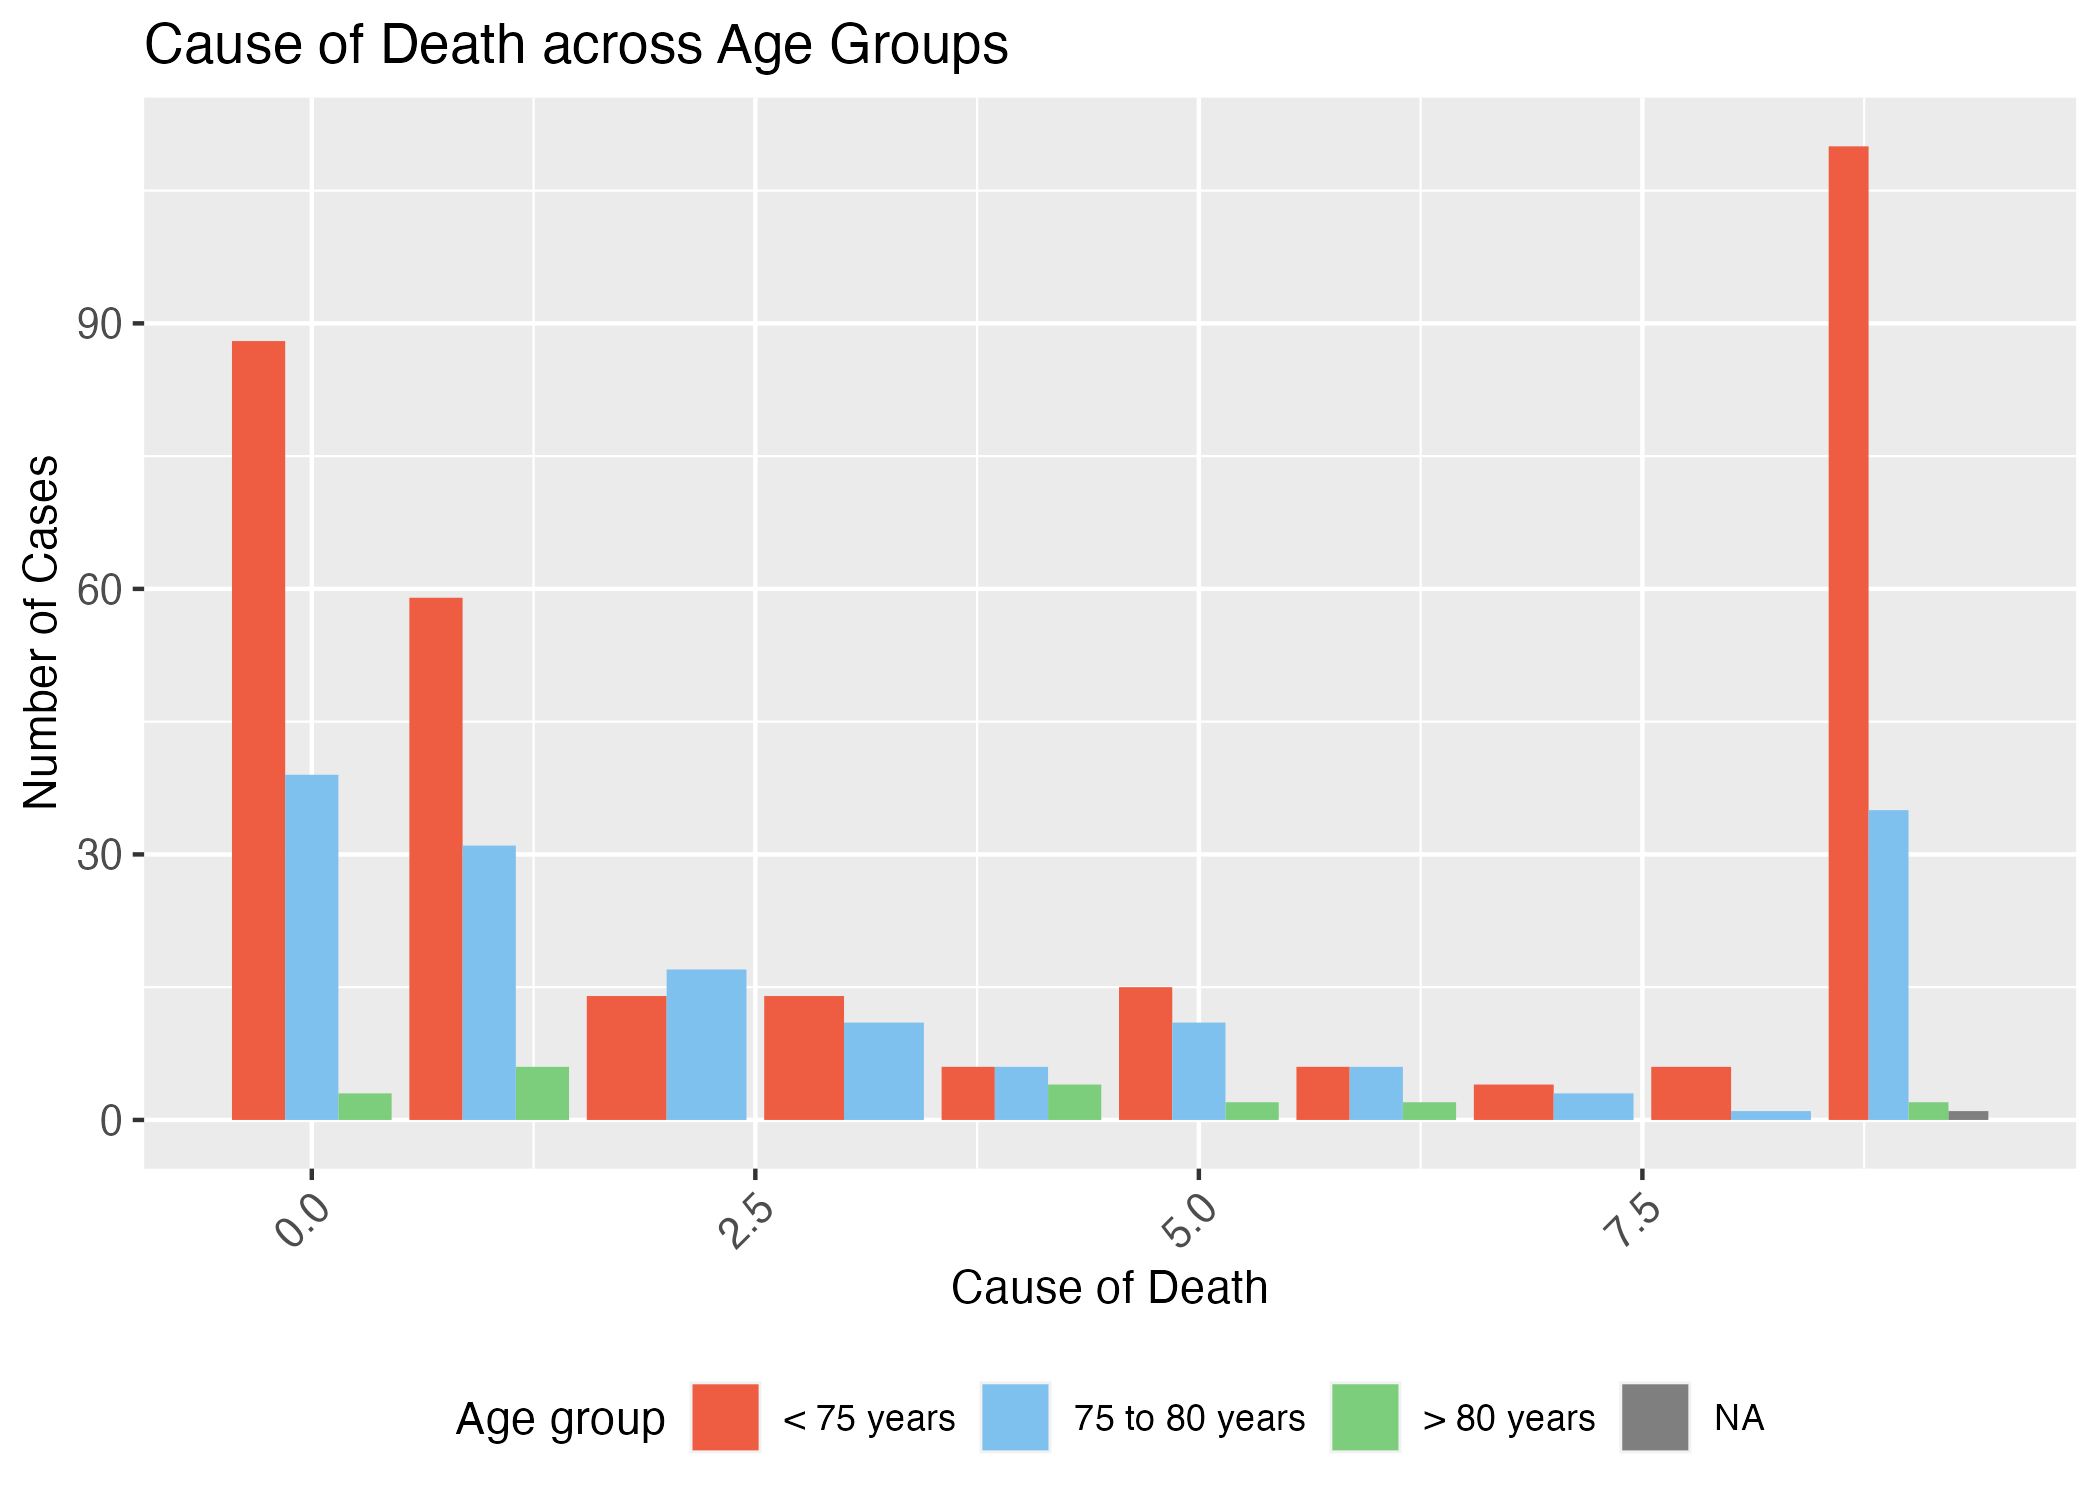 Cause of Death across Age Groups
Number of Cases
90
60
30
0
0.0 2.5 5.0 7.5
Cause of Death
Age group < 75 years 75 to 80 years > 80 years NA